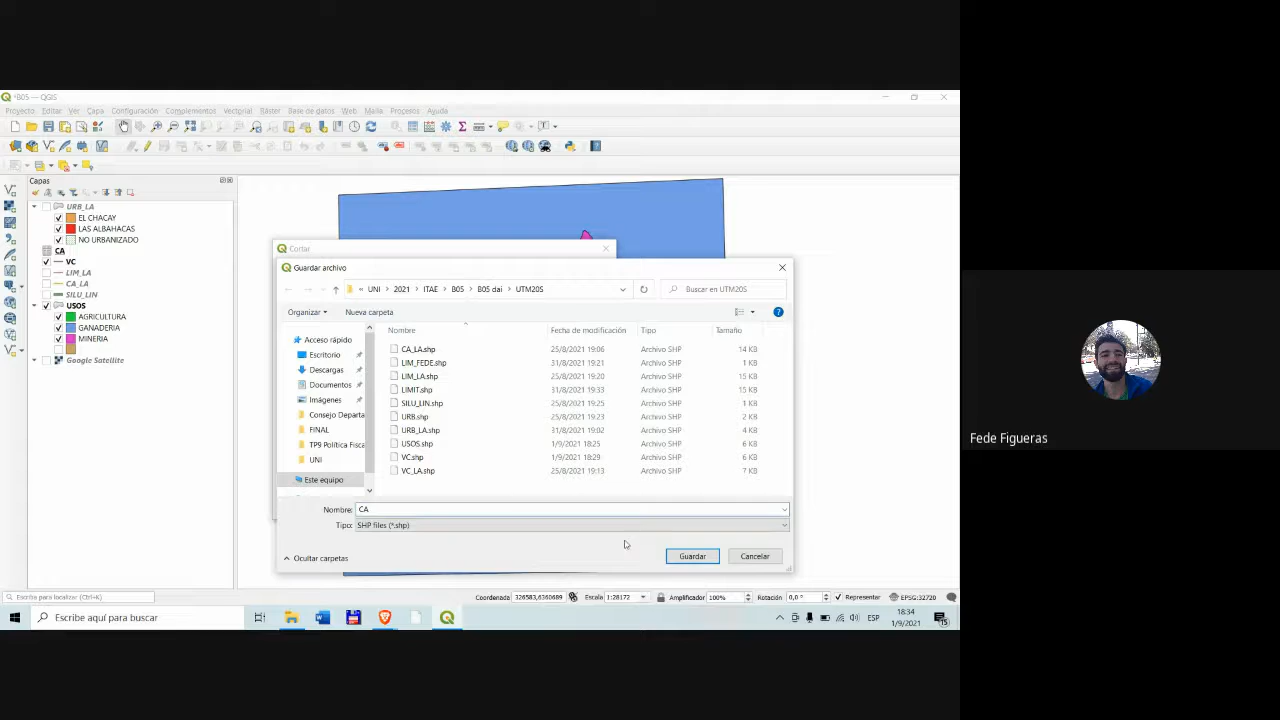 *B05 — QGIS
Proyecto Editar Ver Capa Configuración Complementos Vectorial Ráster Base de datos Web Malla Procesos Ayuda
Capas
URB_LA
EL CHACAY
LAS ALBAHACAS
NO URBANIZADO
CA
VC
LIM_LA
CA_LA
SILU_LIN
USOS
AGRICULTURA
GANADERIA
MINERIA
Google Satellite
Cortar
Guardar archivo
« UNI › 2021 › ITAE › B05 › B05 dai › UTM20S
Buscar en UTM20S
Organizar
Nueva carpeta
Acceso rápido
Escritorio
Descargas
Documentos
Imágenes
Consejo Departa
FINAL
TP9 Política Fisca
UNI
Este equipo
Nombre Fecha de modificación Tipo Tamaño
CA_LA.shp 25/8/2021 19:06 Archivo SHP 14 KB
LIM_FEDE.shp 31/8/2021 19:21 Archivo SHP 1 KB
LIM_LA.shp 25/8/2021 19:20 Archivo SHP 15 KB
LIMIT.shp 31/8/2021 19:33 Archivo SHP 15 KB
SILU_LIN.shp 25/8/2021 19:25 Archivo SHP 1 KB
URB.shp 25/8/2021 19:23 Archivo SHP 2 KB
URB_LA.shp 31/8/2021 19:02 Archivo SHP 4 KB
USOS.shp 1/9/2021 18:25 Archivo SHP 6 KB
VC.shp 1/9/2021 18:29 Archivo SHP 6 KB
VC_LA.shp 25/8/2021 19:13 Archivo SHP 7 KB
Nombre: CA
Tipo: SHP files (*.shp)
Ocultar carpetas
Guardar
Cancelar
Escriba para localizar (Ctrl+K)
Coordenada 326583,6360689 Escala 1:28172 Amplificador 100% Rotación 0,0 ° Representar EPSG:32720
Escribe aquí para buscar
ESP
18:34
1/9/2021
15
Fede Figueras